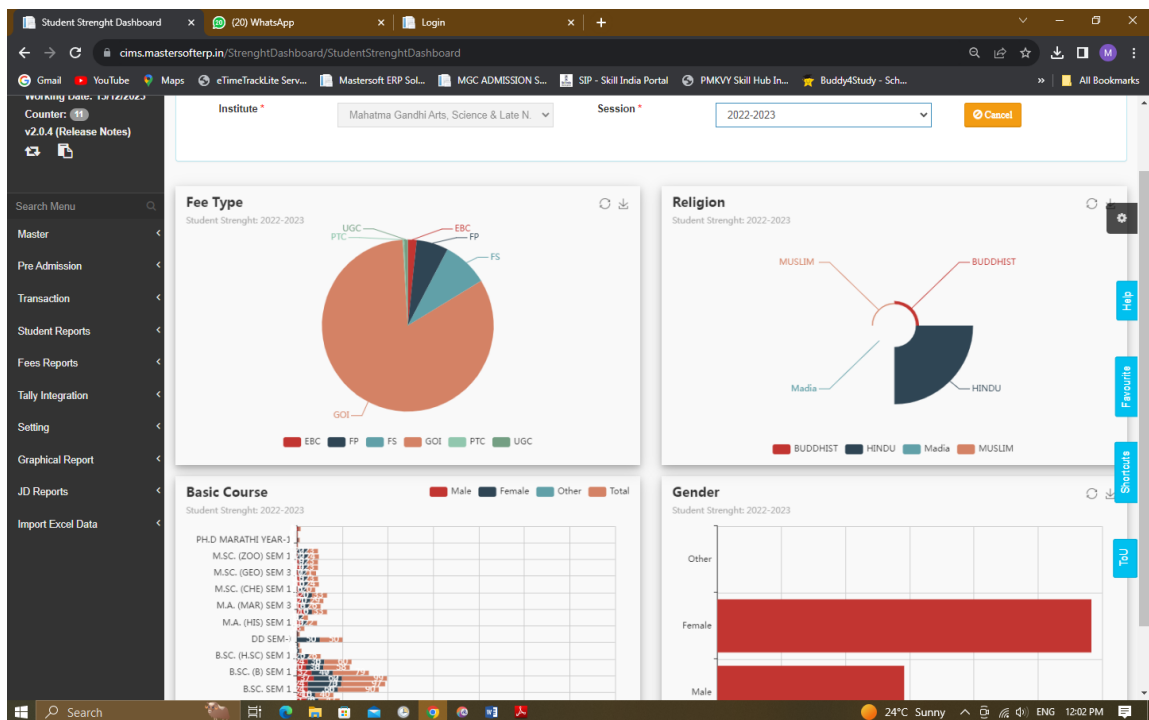 Student Strenght Dashboard
(20) WhatsApp
Login
cims.mastersofterp.in/StrenghtDashboard/StudentStrenghtDashboard
M
Gmail YouTube Maps eTimeTrackLite Serv... Mastersoft ERP Sol... MGC ADMISSION S... SIP - Skill India Portal PMKVY Skill Hub In... Buddy4Study - Sch... » All Bookmarks
Working Date: 13/12/2023
Counter: 11
v2.0.4 (Release Notes)
Institute *
Mahatma Gandhi Arts, Science & Late N.
Session *
2022-2023
Cancel
Search Menu
Master
Pre Admission
Transaction
Student Reports
Fees Reports
Tally Integration
Setting
Graphical Report
JD Reports
Import Excel Data
Fee Type
Student Strenght: 2022-2023
UGC
PTC
EBC
FP
FS
GOI
EBC FP FS GOI PTC UGC
Religion
Student Strenght: 2022-2023
MUSLIM
BUDDHIST
Madia
HINDU
BUDDHIST HINDU Madia MUSLIM
Help
Favourite
Shortcuts
ToU
Basic Course
Male Female Other Total
Student Strenght: 2022-2023
PH.D MARATHI YEAR-1
M.SC. (ZOO) SEM 1
M.SC. (GEO) SEM 3
M.SC. (CHE) SEM 1
M.A. (MAR) SEM 3
M.A. (HIS) SEM 1
DD SEM-)
B.SC. (H.SC) SEM 1
B.SC. (B) SEM 1
B.SC. SEM 1
Gender
Student Strenght: 2022-2023
Other
Female
Male
Search
24°C Sunny
ENG
12:02 PM